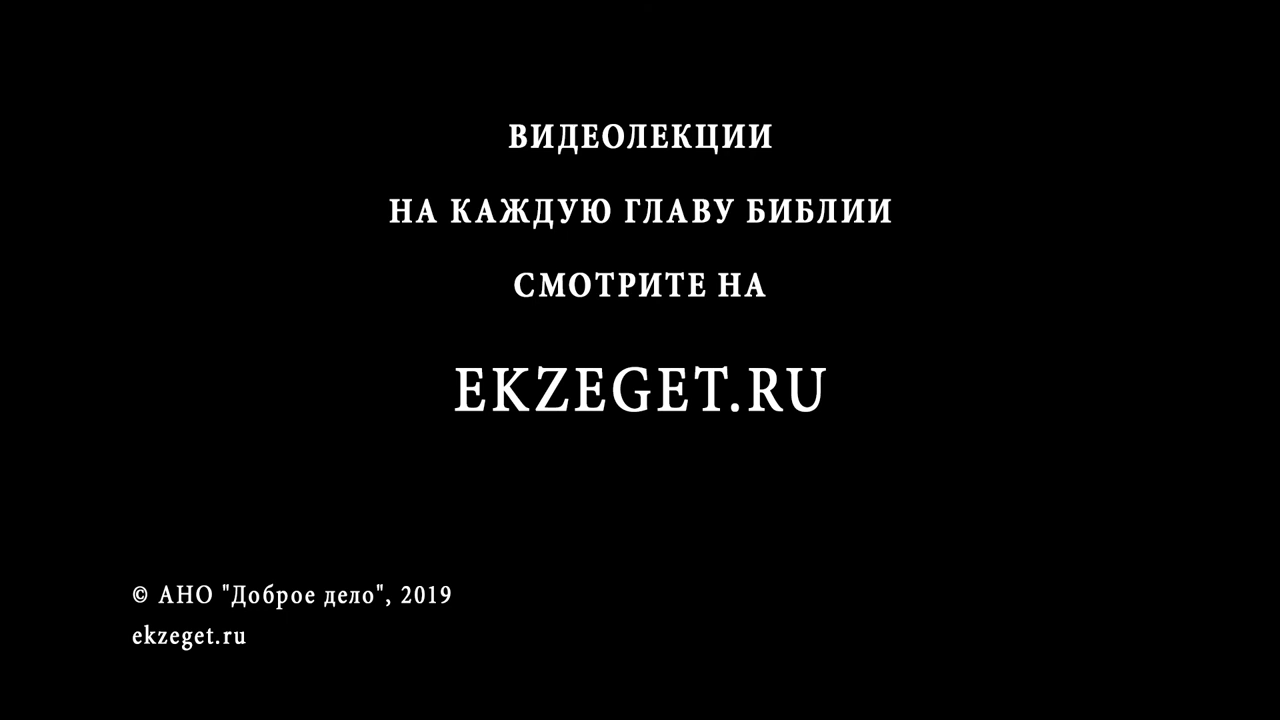 ВИДЕОЛЕКЦИИ
НА КАЖДУЮ ГЛАВУ БИБЛИИ
СМОТРИТЕ НА
EKZEGET.RU
© АНО "Доброе дело", 2019
ekzeget.ru